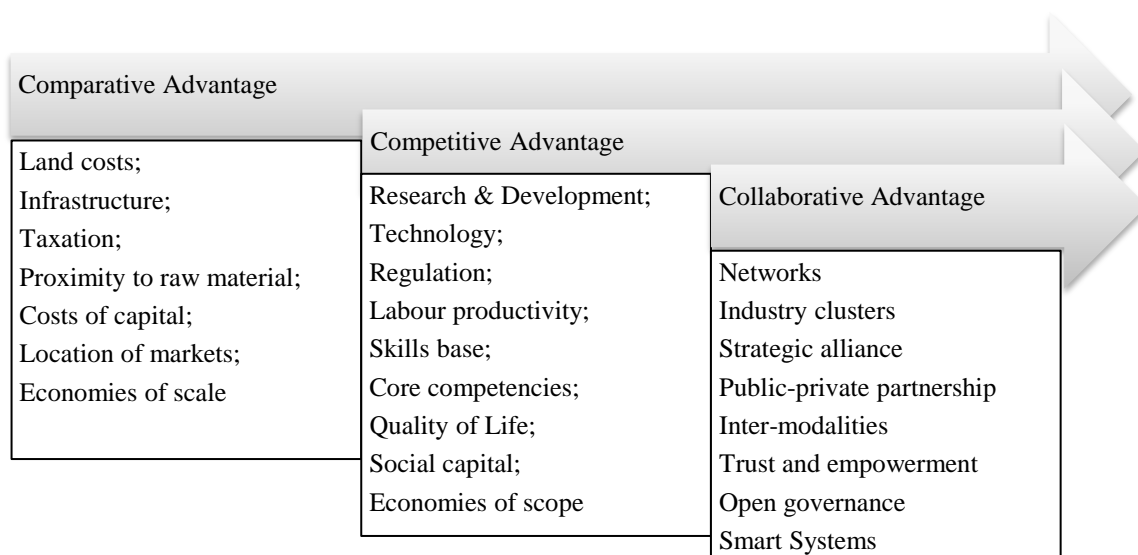 Comparative Advantage
Land costs;
Infrastructure;
Taxation;
Proximity to raw material;
Costs of capital;
Location of markets;
Economies of scale
Competitive Advantage
Research & Development;
Technology;
Regulation;
Labour productivity;
Skills base;
Core competencies;
Quality of Life;
Social capital;
Economies of scope
Collaborative Advantage
Networks
Industry clusters
Strategic alliance
Public-private partnership
Inter-modalities
Trust and empowerment
Open governance
Smart Systems